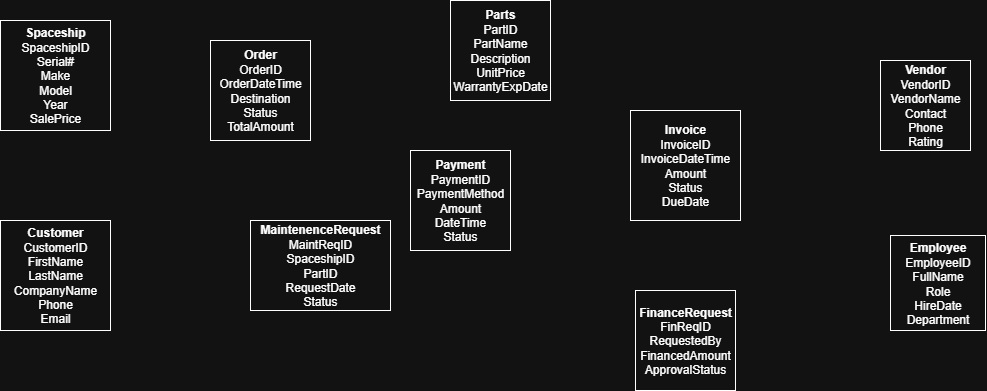 Spaceship
SpaceshipID
Serial#
Make
Model
Year
SalePrice
Order
OrderID
OrderDateTime
Destination
Status
TotalAmount
Parts
PartID
PartName
Description
UnitPrice
WarrantyExpDate
Vendor
VendorID
VendorName
Contact
Phone
Rating
Invoice
InvoiceID
InvoiceDateTime
Amount
Status
DueDate
Payment
PaymentID
PaymentMethod
Amount
DateTime
Status
Customer
CustomerID
FirstName
LastName
CompanyName
Phone
Email
MaintenenceRequest
MaintReqID
SpaceshipID
PartID
RequestDate
Status
Employee
EmployeeID
FullName
Role
HireDate
Department
FinanceRequest
FinReqID
RequestedBy
FinancedAmount
ApprovalStatus